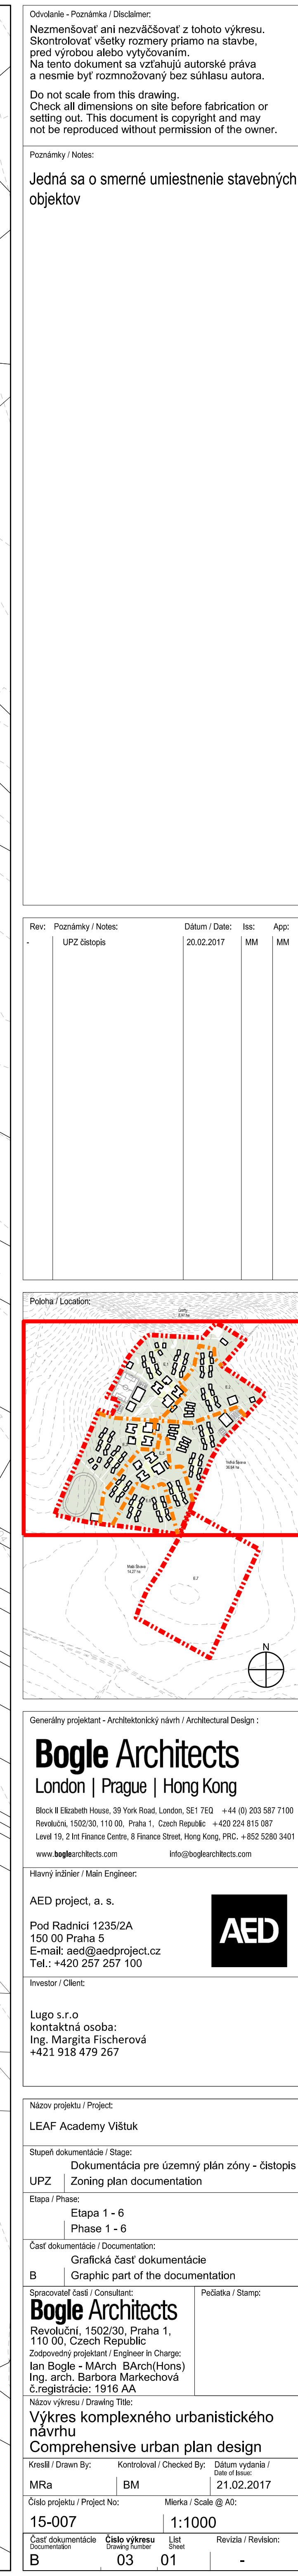 Odvolanie - Poznámka / Disclaimer:
Nezmenšovať ani nezväčšovať z tohoto výkresu.
Skontrolovať všetky rozmery priamo na stavbe,
pred výrobou alebo vytyčovaním.
Na tento dokument sa vzťahujú autorské práva
a nesmie byť rozmnožovaný bez súhlasu autora.
Do not scale from this drawing.
Check all dimensions on site before fabrication or
setting out. This document is copyright and may
not be reproduced without permission of the owner.
Poznámky / Notes:
Jedná sa o smerné umiestnenie stavebných
objektov
Rev: Poznámky / Notes: Dátum / Date: Iss: App:
- UPZ čistopis 20.02.2017 MM MM
Poloha / Location:
N
Generálny projektant - Architektonický návrh / Architectural Design :
Bogle Architects
London | Prague | Hong Kong
Block II Elizabeth House, 39 York Road, London, SE1 7EQ +44 (0) 203 587 7100
Revoluční, 1502/30, 110 00, Praha 1, Czech Republic +420 224 815 087
Level 19, 2 Int Finance Centre, 8 Finance Street, Hong Kong, PRC. +852 5280 3401
www.boglearchitects.com info@boglearchitects.com
Hlavný inžinier / Main Engineer:
AED project, a. s.
Pod Radnicí 1235/2A
150 00 Praha 5
E-mail: aed@aedproject.cz
Tel.: +420 257 257 100
AED
Investor / Client:
Lugo s.r.o
kontaktná osoba:
Ing. Margita Fischerová
+421 918 479 267
Názov projektu / Project:
LEAF Academy Vištuk
Stupeň dokumentácie / Stage:
Dokumentácia pre územný plán zóny - čistopis
UPZ Zoning plan documentation
Etapa / Phase:
Etapa 1 - 6
Phase 1 - 6
Časť dokumentácie / Documentation:
Grafická časť dokumentácie
B Graphic part of the documentation
Spracovateľ časti / Consultant: Pečiatka / Stamp:
Bogle Architects
Revoluční, 1502/30, Praha 1,
110 00, Czech Republic
Zodpovedný projektant / Engineer In Charge:
Ian Bogle - MArch BArch(Hons)
Ing. arch. Barbora Markechová
č.registrácie: 1916 AA
Názov výkresu / Drawing Title:
Výkres komplexného urbanistického
návrhu
Comprehensive urban plan design
Kreslil / Drawn By: Kontroloval / Checked By: Dátum vydania /
Date of Issue:
MRa BM 21.02.2017
Číslo projektu / Project No: Mierka / Scale @ A0:
15-007 1:1000
Časť dokumentácie Číslo výkresu List Revizia / Revision:
Documentation Drawing number Sheet
B 03 01 -